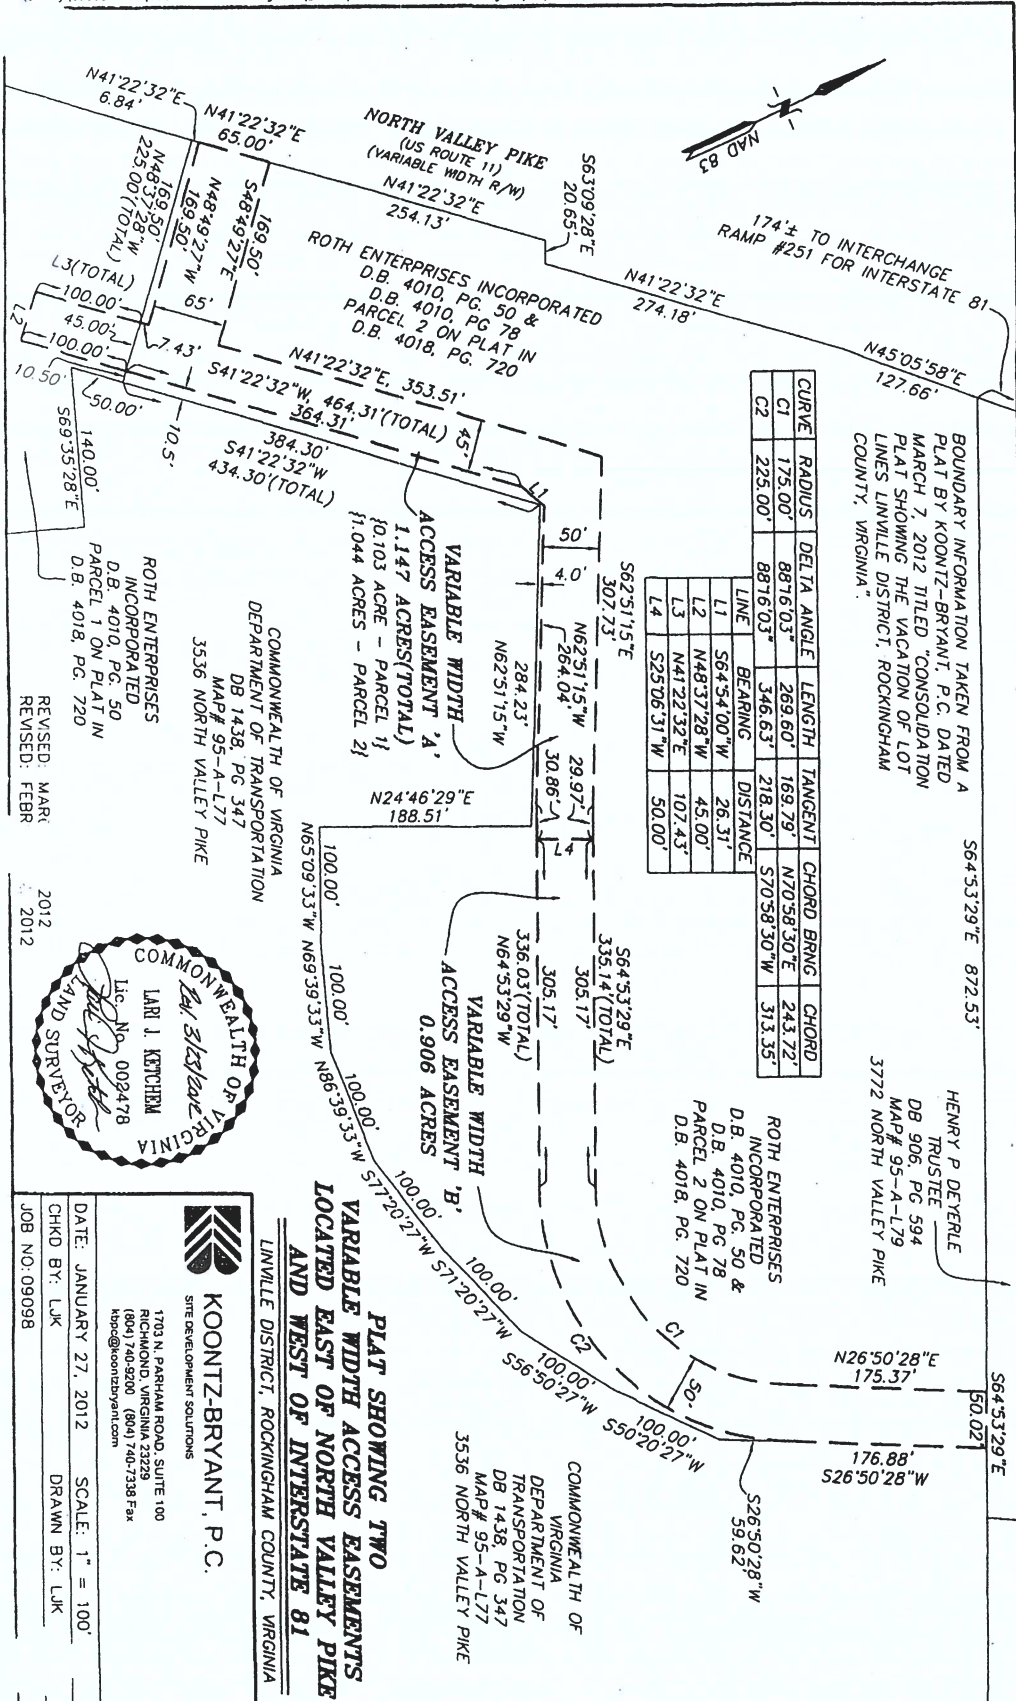 NAD 83
174'± TO INTERCHANGE
RAMP #251 FOR INTERSTATE 81
NORTH VALLEY PIKE
(US ROUTE 11)
(VARIABLE WIDTH R/W)
N41°22'32"E
6.84'
N41°22'32"E
65.00'
N41°22'32"E
254.13'
S63°09'28"E
20.65'
N41°22'32"E
274.18'
N45°05'58"E
127.66'
S64°53'29"E 872.53'
S64°53'29"E
50.02'
BOUNDARY INFORMATION TAKEN FROM A
PLAT BY KOONTZ-BRYANT, P.C. DATED
MARCH 7, 2012 TITLED "CONSOLIDATION
PLAT SHOWING THE VACATION OF LOT
LINES LINVILLE DISTRICT, ROCKINGHAM
COUNTY, VIRGINIA".
HENRY P DEYERLE
TRUSTEE
DB 906, PG 594
MAP# 95-A-L79
3772 NORTH VALLEY PIKE
CURVE RADIUS DELTA ANGLE LENGTH TANGENT CHORD BRNG CHORD
C1 175.00' 88°16'03" 269.60' 169.79' N70°58'30"E 243.72'
C2 225.00' 88°16'03" 346.63' 218.30' S70°58'30"W 313.35'
LINE BEARING DISTANCE
L1 S64°54'00"W 26.31'
L2 N48°37'28"W 45.00'
L3 N41°22'32"E 107.43'
L4 S25°06'31"W 50.00'
ROTH ENTERPRISES INCORPORATED
D.B. 4010, PG. 50 &
D.B. 4010, PG 78
PARCEL 2 ON PLAT IN
D.B. 4018, PG. 720
169.50'
S48°49'27"E
N48°49'27"W
169.50'
169.50'
N48°37'28"W
225.00'(TOTAL)
L3(TOTAL)
100.00'
45.00'
100.00'
L2
10.50'
50.00'
65'
7.43'
10.5'
140.00'
S69°35'28"E
N41°22'32"E, 353.51'
S41°22'32"W, 464.31'(TOTAL)
364.31'
384.30'
S41°22'32"W
434.30'(TOTAL)
45'
L1
50'
4.0'
S62°51'15"E
307.73'
N62°51'15"W
264.04'
284.23'
N62°51'15"W
29.97'
30.86'
L4
VARIABLE WIDTH
ACCESS EASEMENT 'A'
1.147 ACRES(TOTAL)
{0.103 ACRE - PARCEL 1}
{1.044 ACRES - PARCEL 2}
S64°53'29"E
335.14'(TOTAL)
305.17'
305.17'
336.03'(TOTAL)
N64°53'29"W
VARIABLE WIDTH
ACCESS EASEMENT 'B'
0.906 ACRES
ROTH ENTERPRISES
INCORPORATED
D.B. 4010, PG. 50 &
D.B. 4010, PG 78
PARCEL 2 ON PLAT IN
D.B. 4018, PG. 720
C1
C2
50'
N26°50'28"E
175.37'
176.88'
S26°50'28"W
S26°50'28"W
59.62'
N24°46'29"E
188.51'
100.00'
N65°09'33"W
100.00'
N69°39'33"W
100.00'
N86°39'33"W
100.00'
S77°20'27"W
100.00'
S71°20'27"W
100.00'
S56°50'27"W
100.00'
S50°20'27"W
ROTH ENTERPRISES
INCORPORATED
D.B. 4010, PG. 50
PARCEL 1 ON PLAT IN
D.B. 4018, PG. 720
COMMONWEALTH OF VIRGINIA
DEPARTMENT OF TRANSPORTATION
DB 1438, PG 347
MAP# 95-A-L77
3536 NORTH VALLEY PIKE
COMMONWEALTH OF
VIRGINIA
DEPARTMENT OF
TRANSPORTATION
DB 1438, PG 347
MAP# 95-A-L77
3536 NORTH VALLEY PIKE
REVISED: MARC 2012
REVISED: FEBR 2012
COMMONWEALTH OF VIRGINIA
Rev. 3/23/2012
LARI J. KETCHEM
Lic. No. 002478
LAND SURVEYOR
PLAT SHOWING TWO
VARIABLE WIDTH ACCESS EASEMENTS
LOCATED EAST OF NORTH VALLEY PIKE
AND WEST OF INTERSTATE 81
LINVILLE DISTRICT, ROCKINGHAM COUNTY, VIRGINIA
KOONTZ-BRYANT, P.C.
SITE DEVELOPMENT SOLUTIONS
1703 N. PARHAM ROAD, SUITE 100
RICHMOND, VIRGINIA 23229
(804) 740-9200 (804) 740-7338 Fax
kbpc@koontzbryant.com
DATE: JANUARY 27, 2012 SCALE: 1" = 100'
CHKD BY: LJK DRAWN BY: LJK
JOB NO: 09098